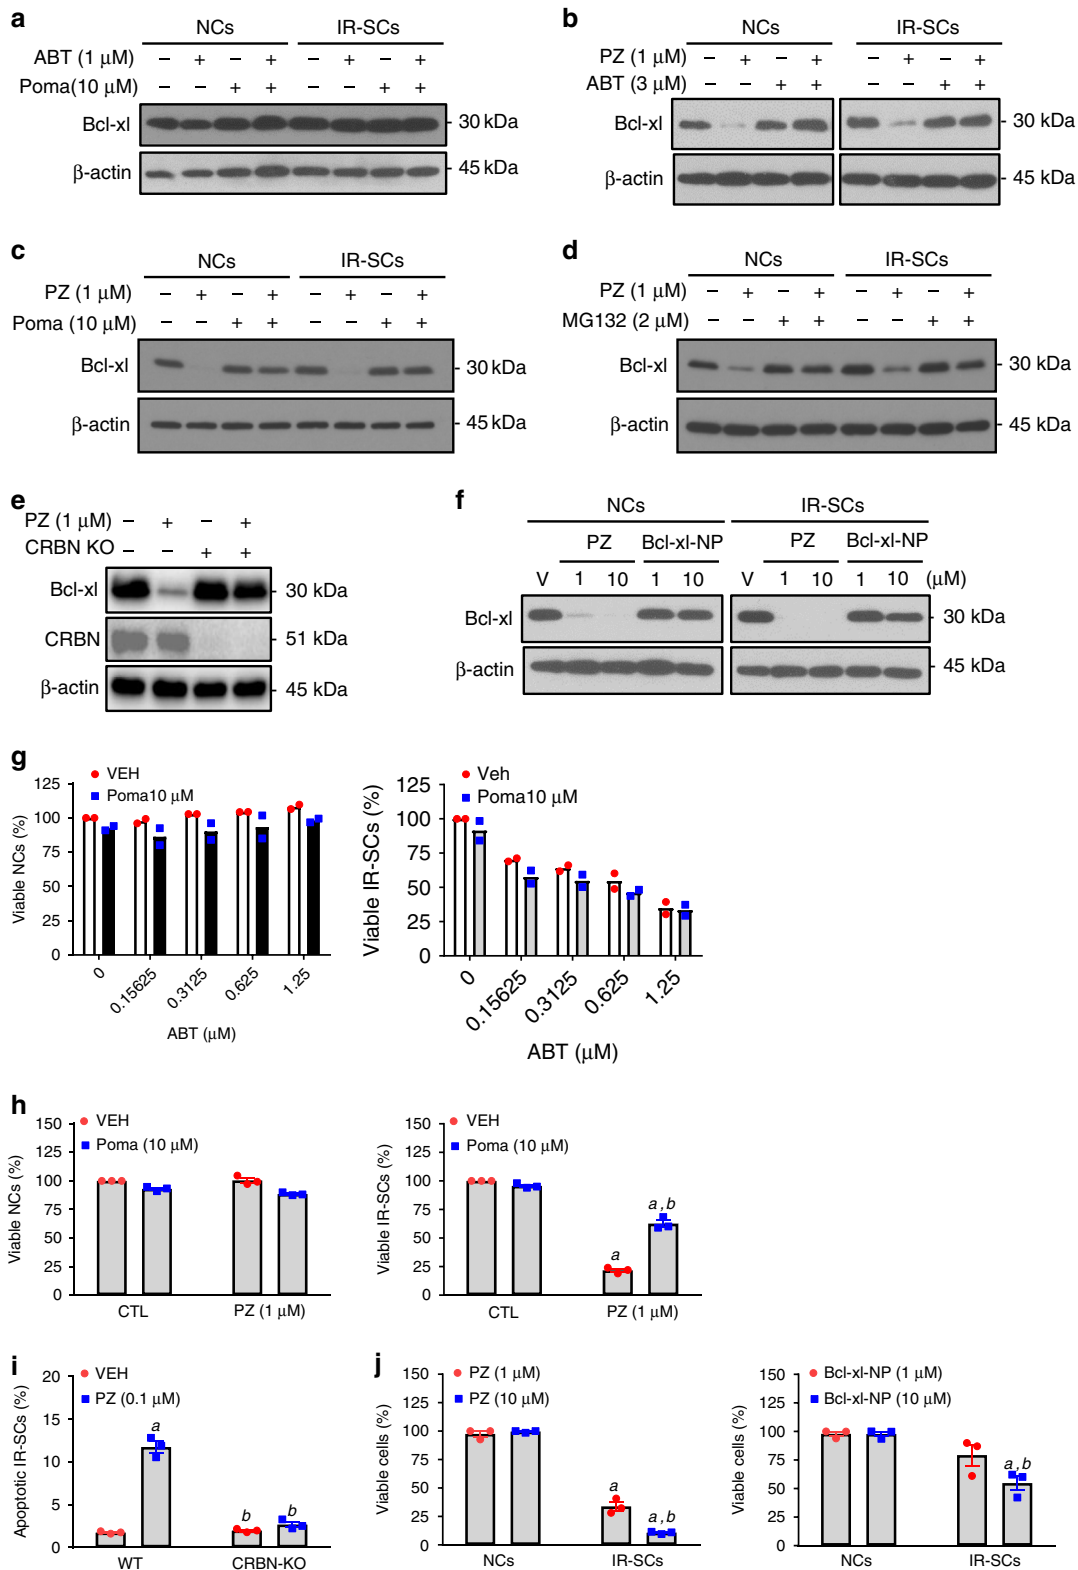 a
NCs IR-SCs
ABT (1 μM) – + – + – + – +
Poma(10 μM) – – + + – – + +
Bcl-xl 30 kDa
β-actin 45 kDa
b
NCs IR-SCs
PZ (1 μM) – + – + – + – +
ABT (3 μM) – – + + – – + +
Bcl-xl 30 kDa
β-actin 45 kDa
c
NCs IR-SCs
PZ (1 μM) – + – + – + – +
Poma (10 μM) – – + + – – + +
Bcl-xl 30 kDa
β-actin 45 kDa
d
NCs IR-SCs
PZ (1 μM) – + – + – + – +
MG132 (2 μM) – – + + – – + +
Bcl-xl 30 kDa
β-actin 45 kDa
e
PZ (1 μM) – + – +
CRBN KO – – + +
Bcl-xl 30 kDa
CRBN 51 kDa
β-actin 45 kDa
f
NCs IR-SCs
PZ Bcl-xl-NP PZ Bcl-xl-NP
V 1 10 1 10 V 1 10 1 10 (μM)
Bcl-xl 30 kDa
β-actin 45 kDa
g
VEH
Poma10 μM
Viable NCs (%)
125
100
75
50
25
0
0 0.15625 0.3125 0.625 1.25
ABT (μM)
Veh
Poma10 μM
Viable IR-SCs (%)
125
100
75
50
25
0
0 0.15625 0.3125 0.625 1.25
ABT (μM)
h
VEH
Poma (10 μM)
Viable NCs (%)
150
125
100
75
50
25
0
CTL PZ (1 μM)
VEH
Poma (10 μM)
Viable IR-SCs (%)
150
125
100
75
50
25
0
a a,b
CTL PZ (1 μM)
i
VEH
PZ (0.1 μM)
Apoptotic IR-SCs (%)
20
15
10
5
0
a b b
WT CRBN-KO
j
PZ (1 μM)
PZ (10 μM)
Viable cells (%)
150
125
100
75
50
25
0
a a,b
NCs IR-SCs
Bcl-xl-NP (1 μM)
Bcl-xl-NP (10 μM)
Viable cells (%)
150
125
100
75
50
25
0
a,b
NCs IR-SCs